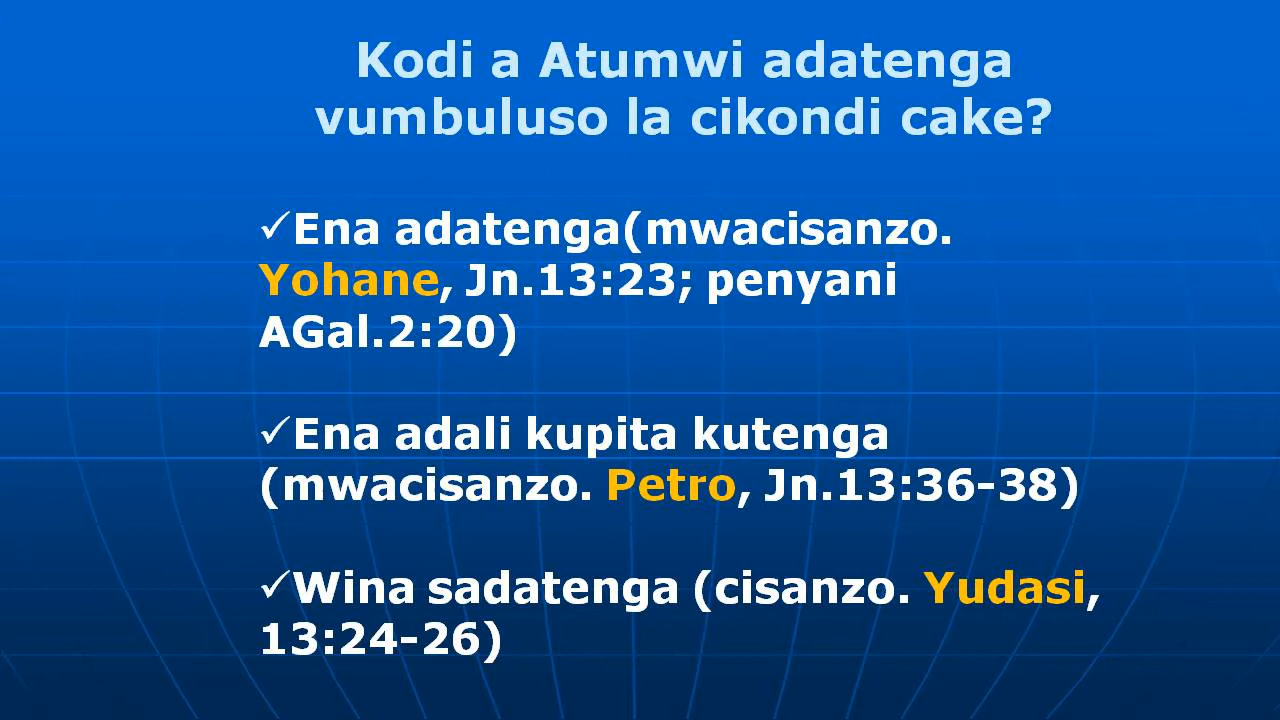 Kodi a Atumwi adatenga
vumbuluso la cikondi cake?
✓Ena adatenga(mwacisanzo.
Yohane, Jn.13:23; penyani
AGal.2:20)
✓Ena adali kupita kutenga
(mwacisanzo. Petro, Jn.13:36-38)
✓Wina sadatenga (cisanzo. Yudasi,
13:24-26)